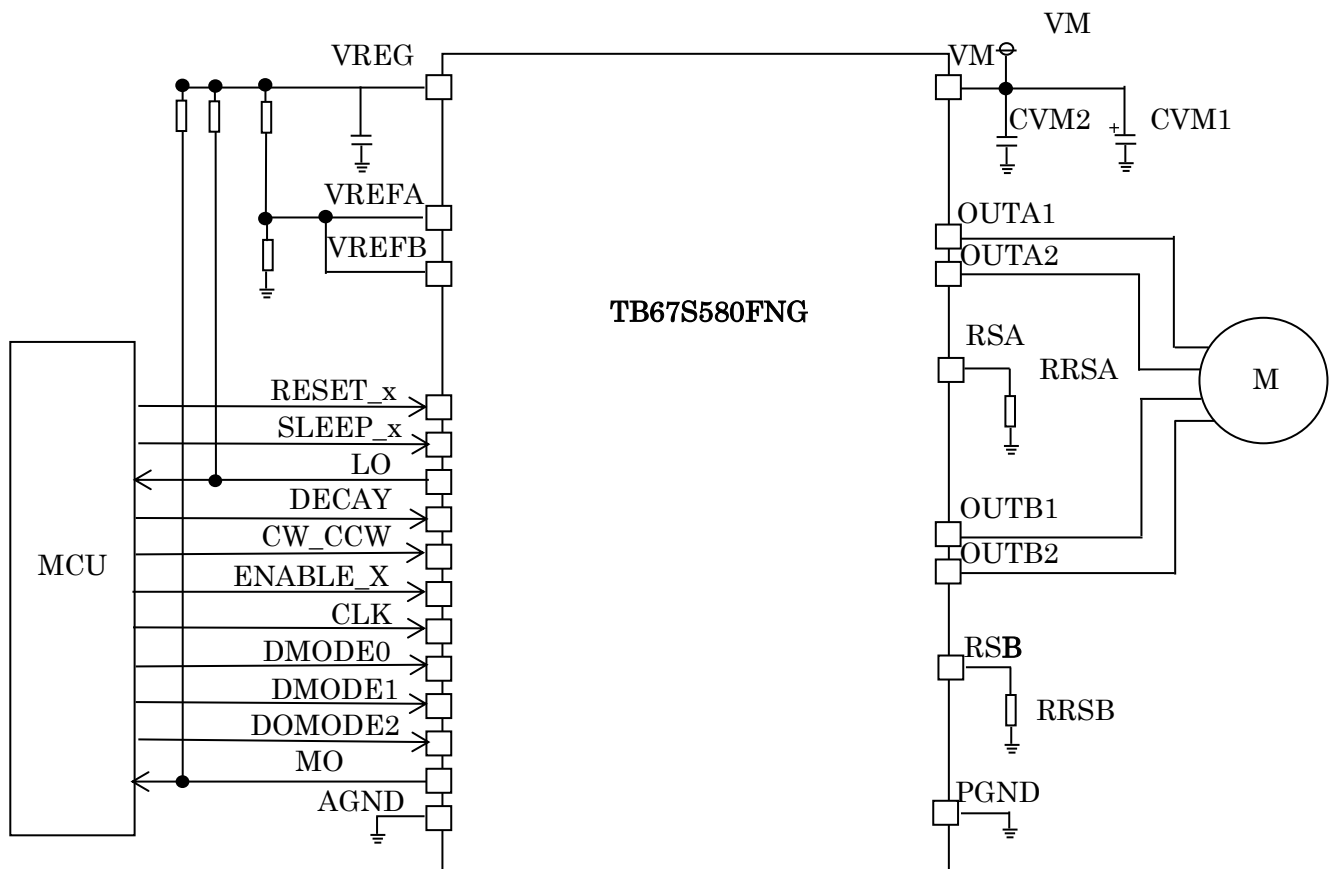 VM
VREG
VM
CVM2
+
CVM1
VREFA
OUTA1
VREFB
OUTA2
TB67S580FNG
RSA
RRSA
M
RESET_x
SLEEP_x
LO
DECAY
OUTB1
CW_CCW
OUTB2
MCU
ENABLE_X
CLK
DMODE0
RSB
DMODE1
RRSB
DOMODE2
MO
AGND
PGND